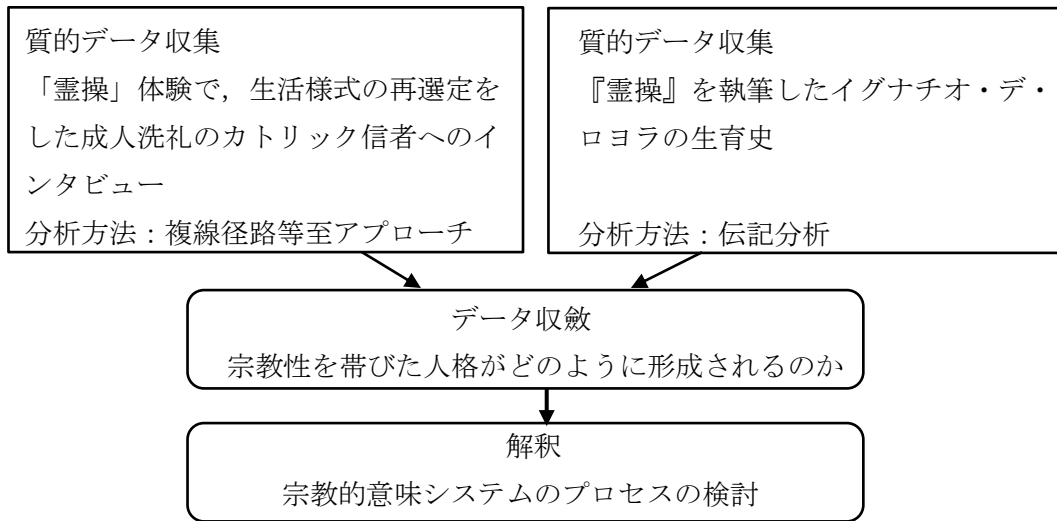 質的データ収集
「霊操」体験で，生活様式の再選定を
した成人洗礼のカトリック信者へのイ
ンタビュー
分析方法：複線径路等至アプローチ
質的データ収集
『霊操』を執筆したイグナチオ・デ・
ロヨラの生育史
分析方法：伝記分析
データ収斂
宗教性を帯びた人格がどのように形成されるのか
解釈
宗教的意味システムのプロセスの検討